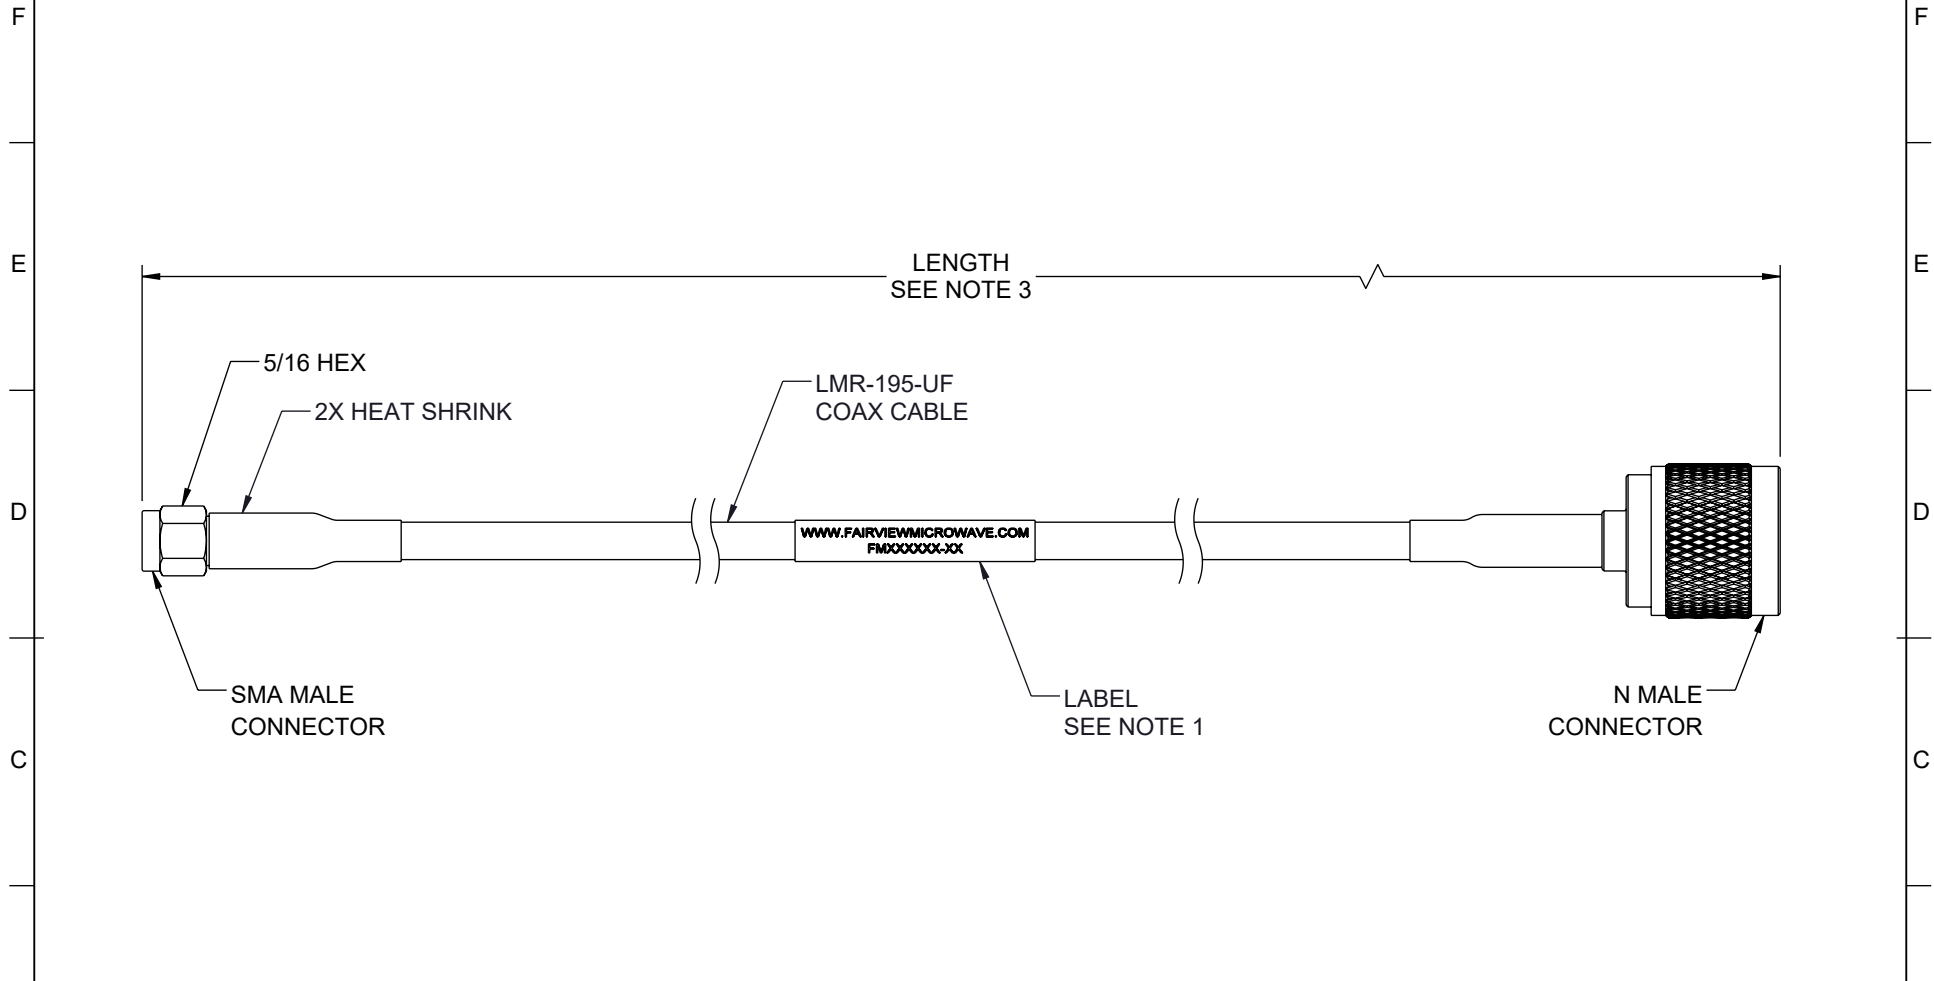 F
F
E
LENGTH
SEE NOTE 3
E
5/16 HEX
2X HEAT SHRINK
LMR-195-UF
COAX CABLE
D
WWW.FAIRVIEWMICROWAVE.COM
FMXXXXXX-XX
D
SMA MALE
CONNECTOR
LABEL
SEE NOTE 1
N MALE
CONNECTOR
C
C